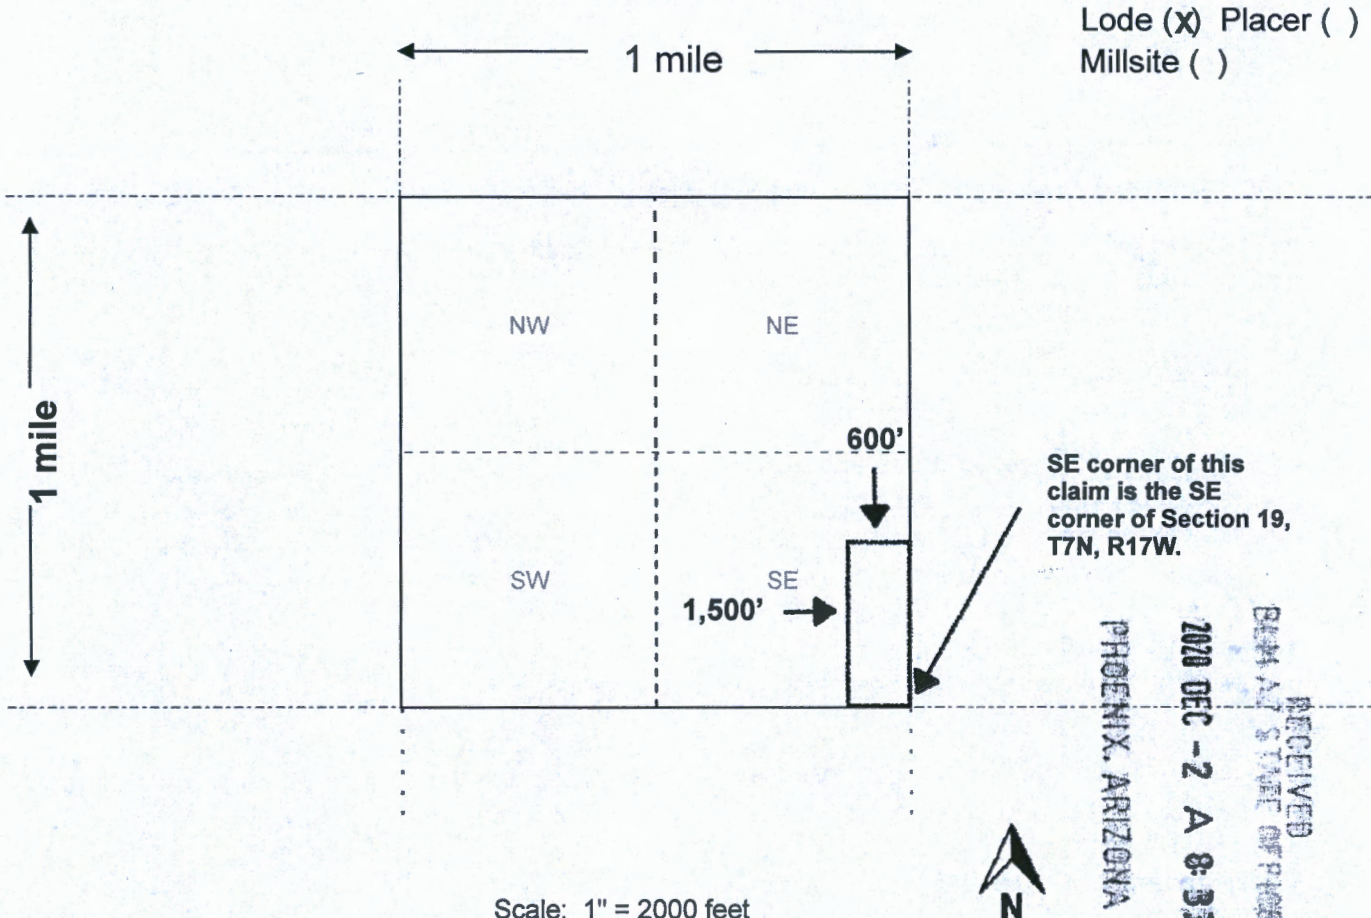 Lode (X) Placer ( )
Millsite ( )
1 mile
1 mile
NW
NE
600'
SE corner of this
claim is the SE
corner of Section 19,
T7N, R17W.
SW
SE
1,500'
RECEIVED
STATE
2020 DEC -2 A 8:3
PHOENIX, ARIZONA
N
Scale: 1" = 2000 feet